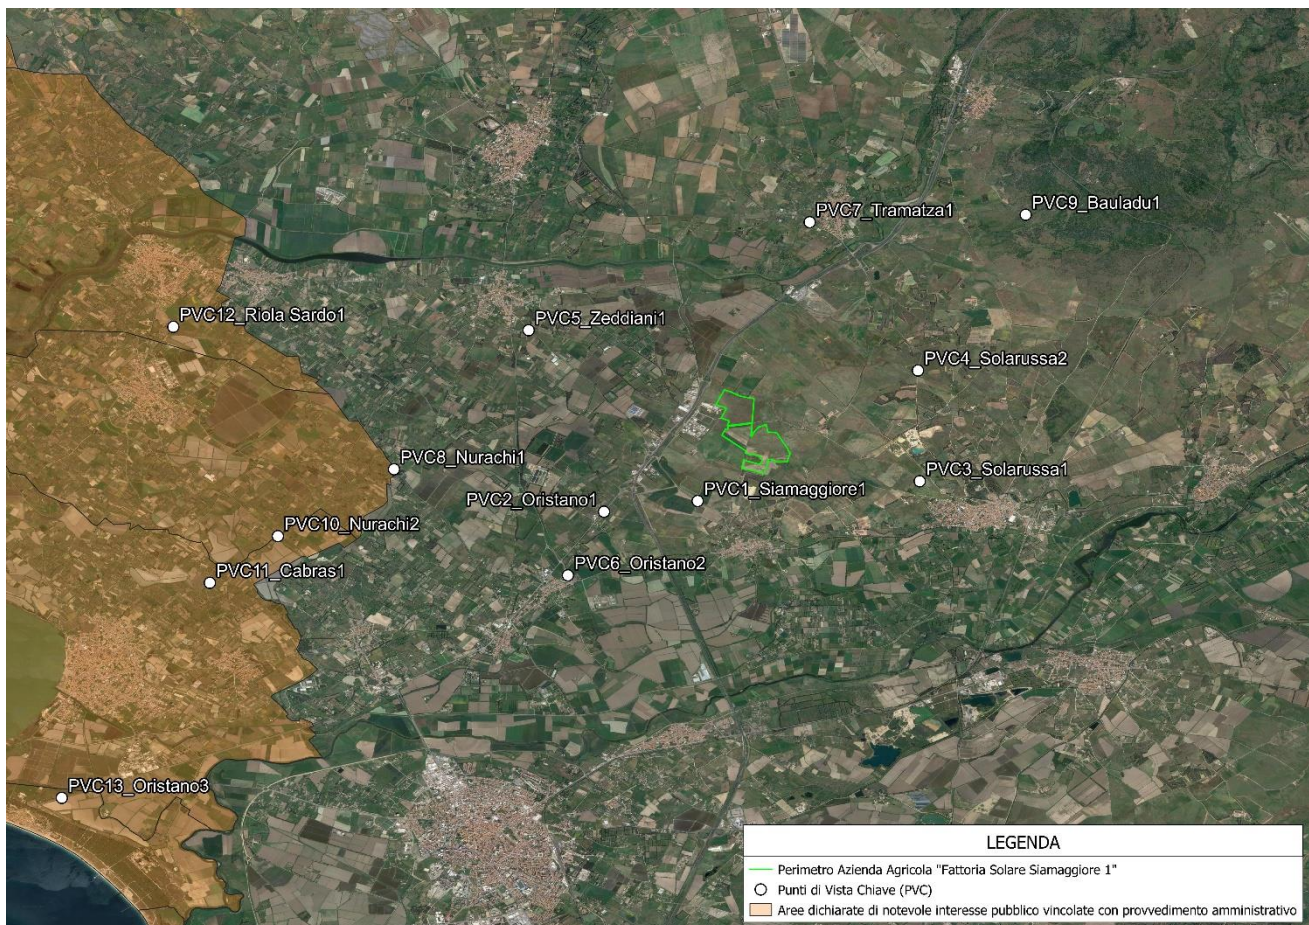 PVC7_Tramatza1
PVC9_Bauladu1
PVC12_Riola Sardo1
PVC5_Zeddiani1
PVC4_Solarussa2
PVC8_Nurachi1
PVC3_Solarussa1
PVC2_Oristano1
PVC1_Siamaggiore1
PVC10_Nurachi2
PVC6_Oristano2
PVC11_Cabras1
PVC13_Oristano3
LEGENDA
Perimetro Azienda Agricola "Fattoria Solare Siamaggiore 1"
Punti di Vista Chiave (PVC)
Aree dichiarate di notevole interesse pubblico vincolate con provvedimento amministrativo